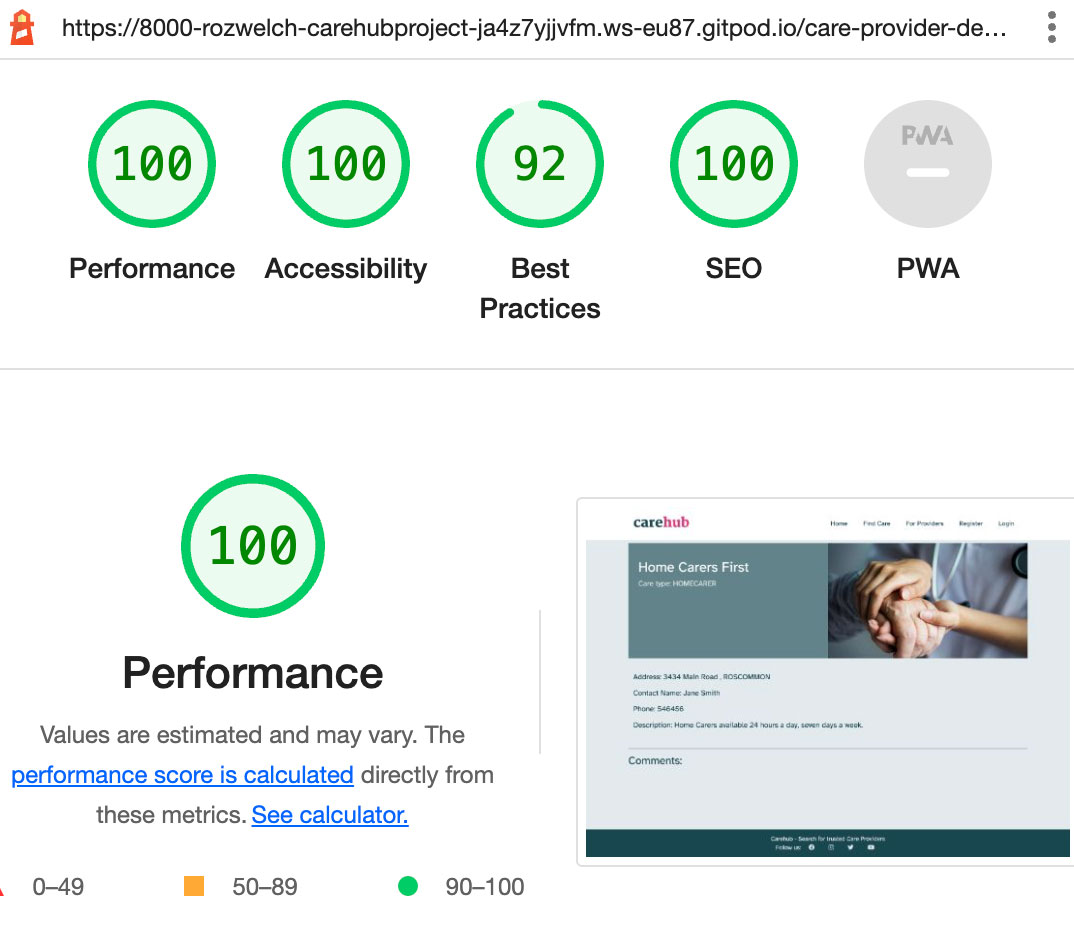 https://8000-rozwelch-carehubproject-ja4z7yjjvfm.ws-eu87.gitpod.io/care-provider-de...
100
100
92
100
PWA
Performance
Accessibility
Best
Practices
SEO
PWA
100
Performance
Values are estimated and may vary. The
performance score is calculated directly from
these metrics. See calculator.
0–49
50–89
90–100
carehub
Home
Find Care
For Providers
Register
Login
Home Carers First
Care type: HOMECARER
Address: 3434 Main Road , ROSCOMMON
Contact Name: Jane Smith
Phone: 546456
Description: Home Carers available 24 hours a day, seven days a week.
Comments:
Carehub - Search for trusted Care Providers
Follow us: